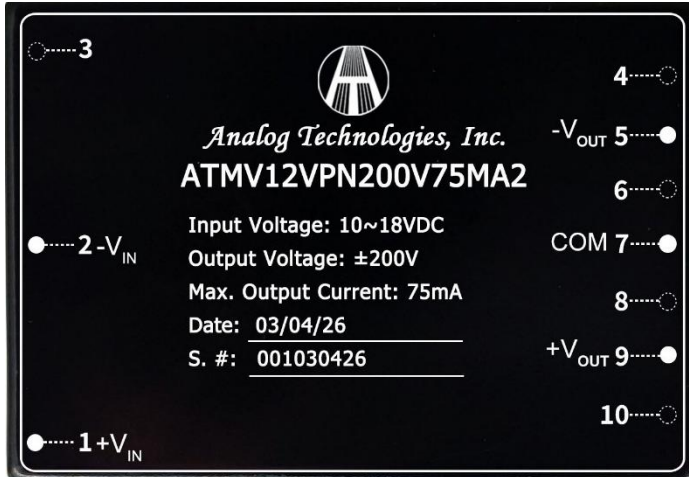 3
4
Analog Technologies, Inc.
-VOUT 5
ATMV12VPN200V75MA2
6
Input Voltage: 10~18VDC
2 -VIN
COM 7
Output Voltage: ±200V
Max. Output Current: 75mA
8
Date: 03/04/26
+VOUT 9
S. #: 001030426
10
1 +VIN